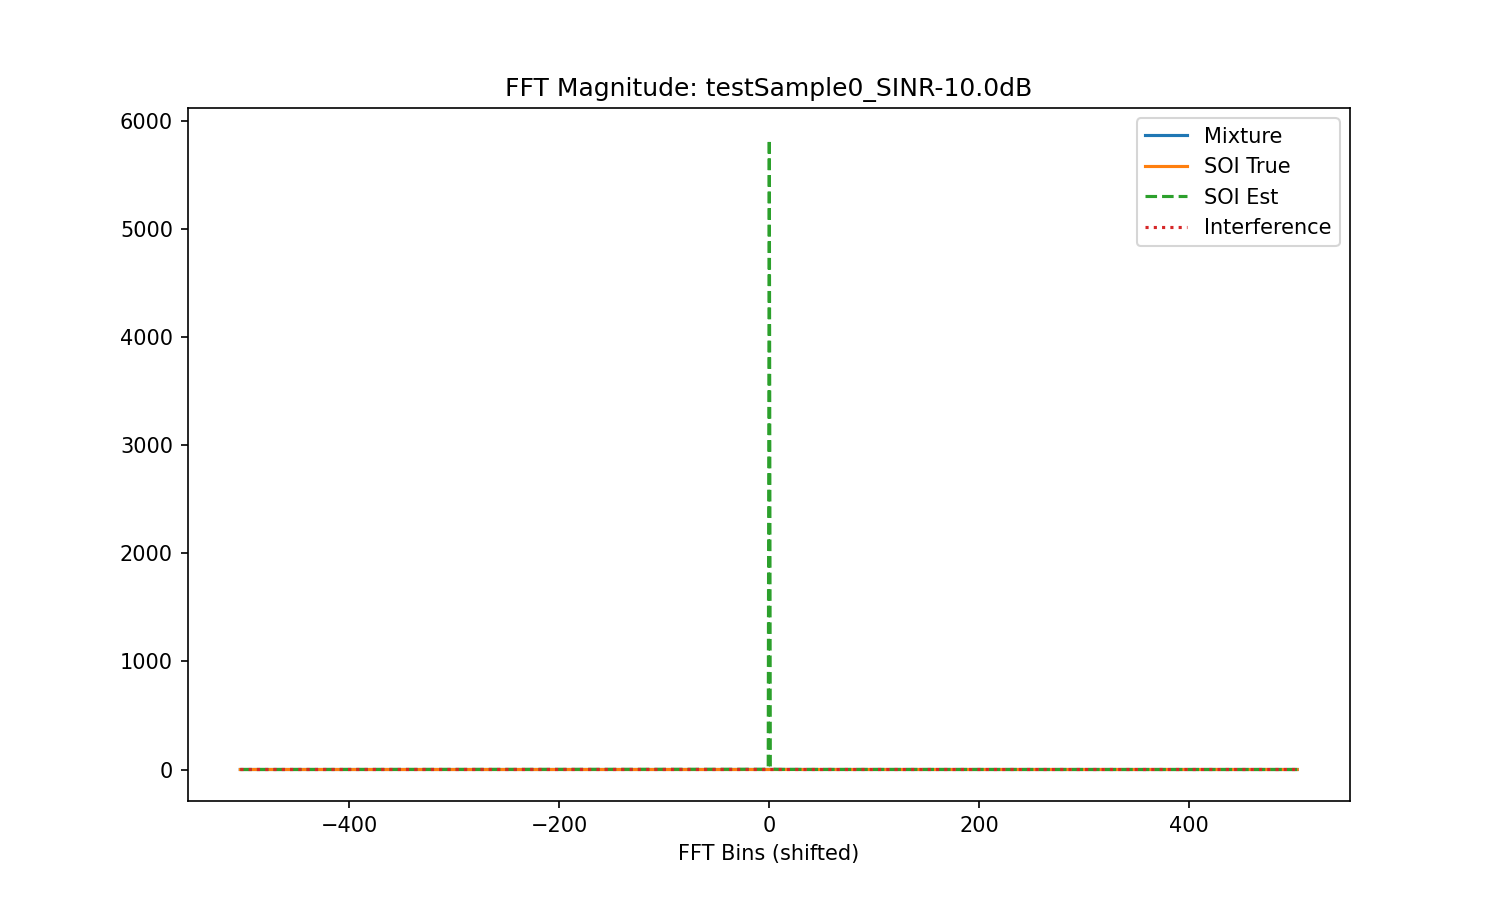 FFT Magnitude: testSample0_SINR-10.0dB
6000
5000
4000
3000
2000
1000
0
Mixture
SOI True
SOI Est
Interference
−400 −200 0 200 400
FFT Bins (shifted)